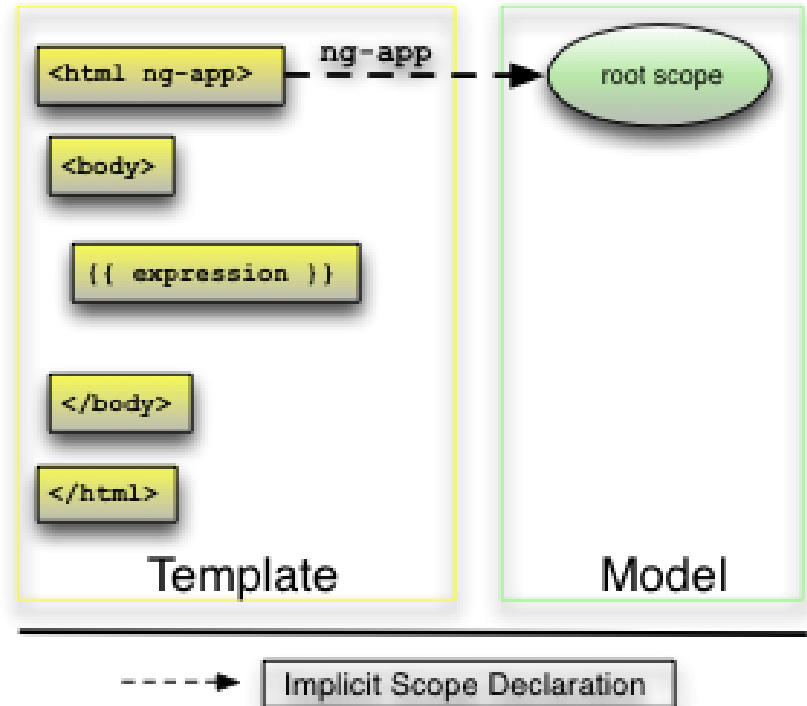 <html ng-app>
ng-app
root scope
<body>
{{ expression }}
</body>
</html>
Template
Model
Implicit Scope Declaration